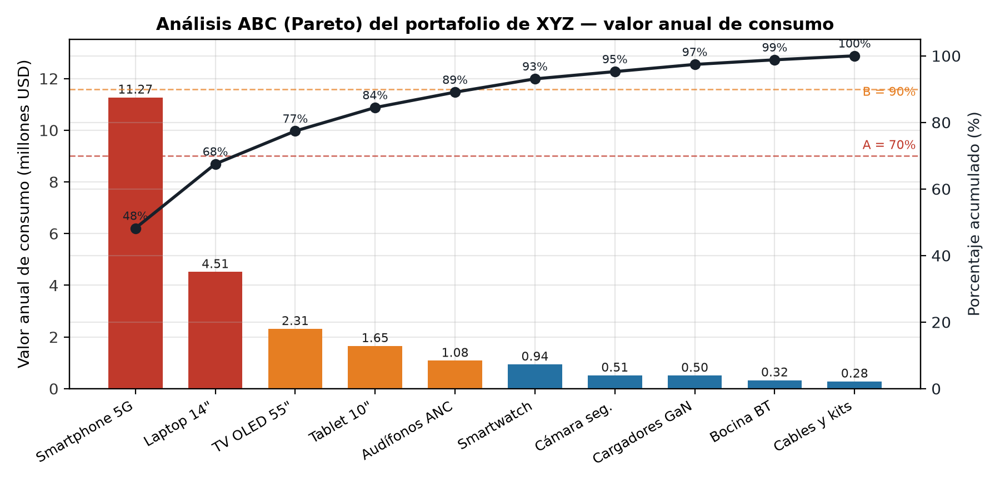 Análisis ABC (Pareto) del portafolio de XYZ — valor anual de consumo
Valor anual de consumo (millones USD)
12
10
8
6
4
2
0
11.27
4.51
2.31
1.65
1.08
0.94
0.51
0.50
0.32
0.28
48%
68%
77%
84%
89%
93%
95%
97%
99%
100%
B = 90%
A = 70%
100
80
60
40
20
0
Porcentaje acumulado (%)
Smartphone 5G
Laptop 14"
TV OLED 55"
Tablet 10"
Audífonos ANC
Smartwatch
Cámara seg.
Cargadores GaN
Bocina BT
Cables y kits